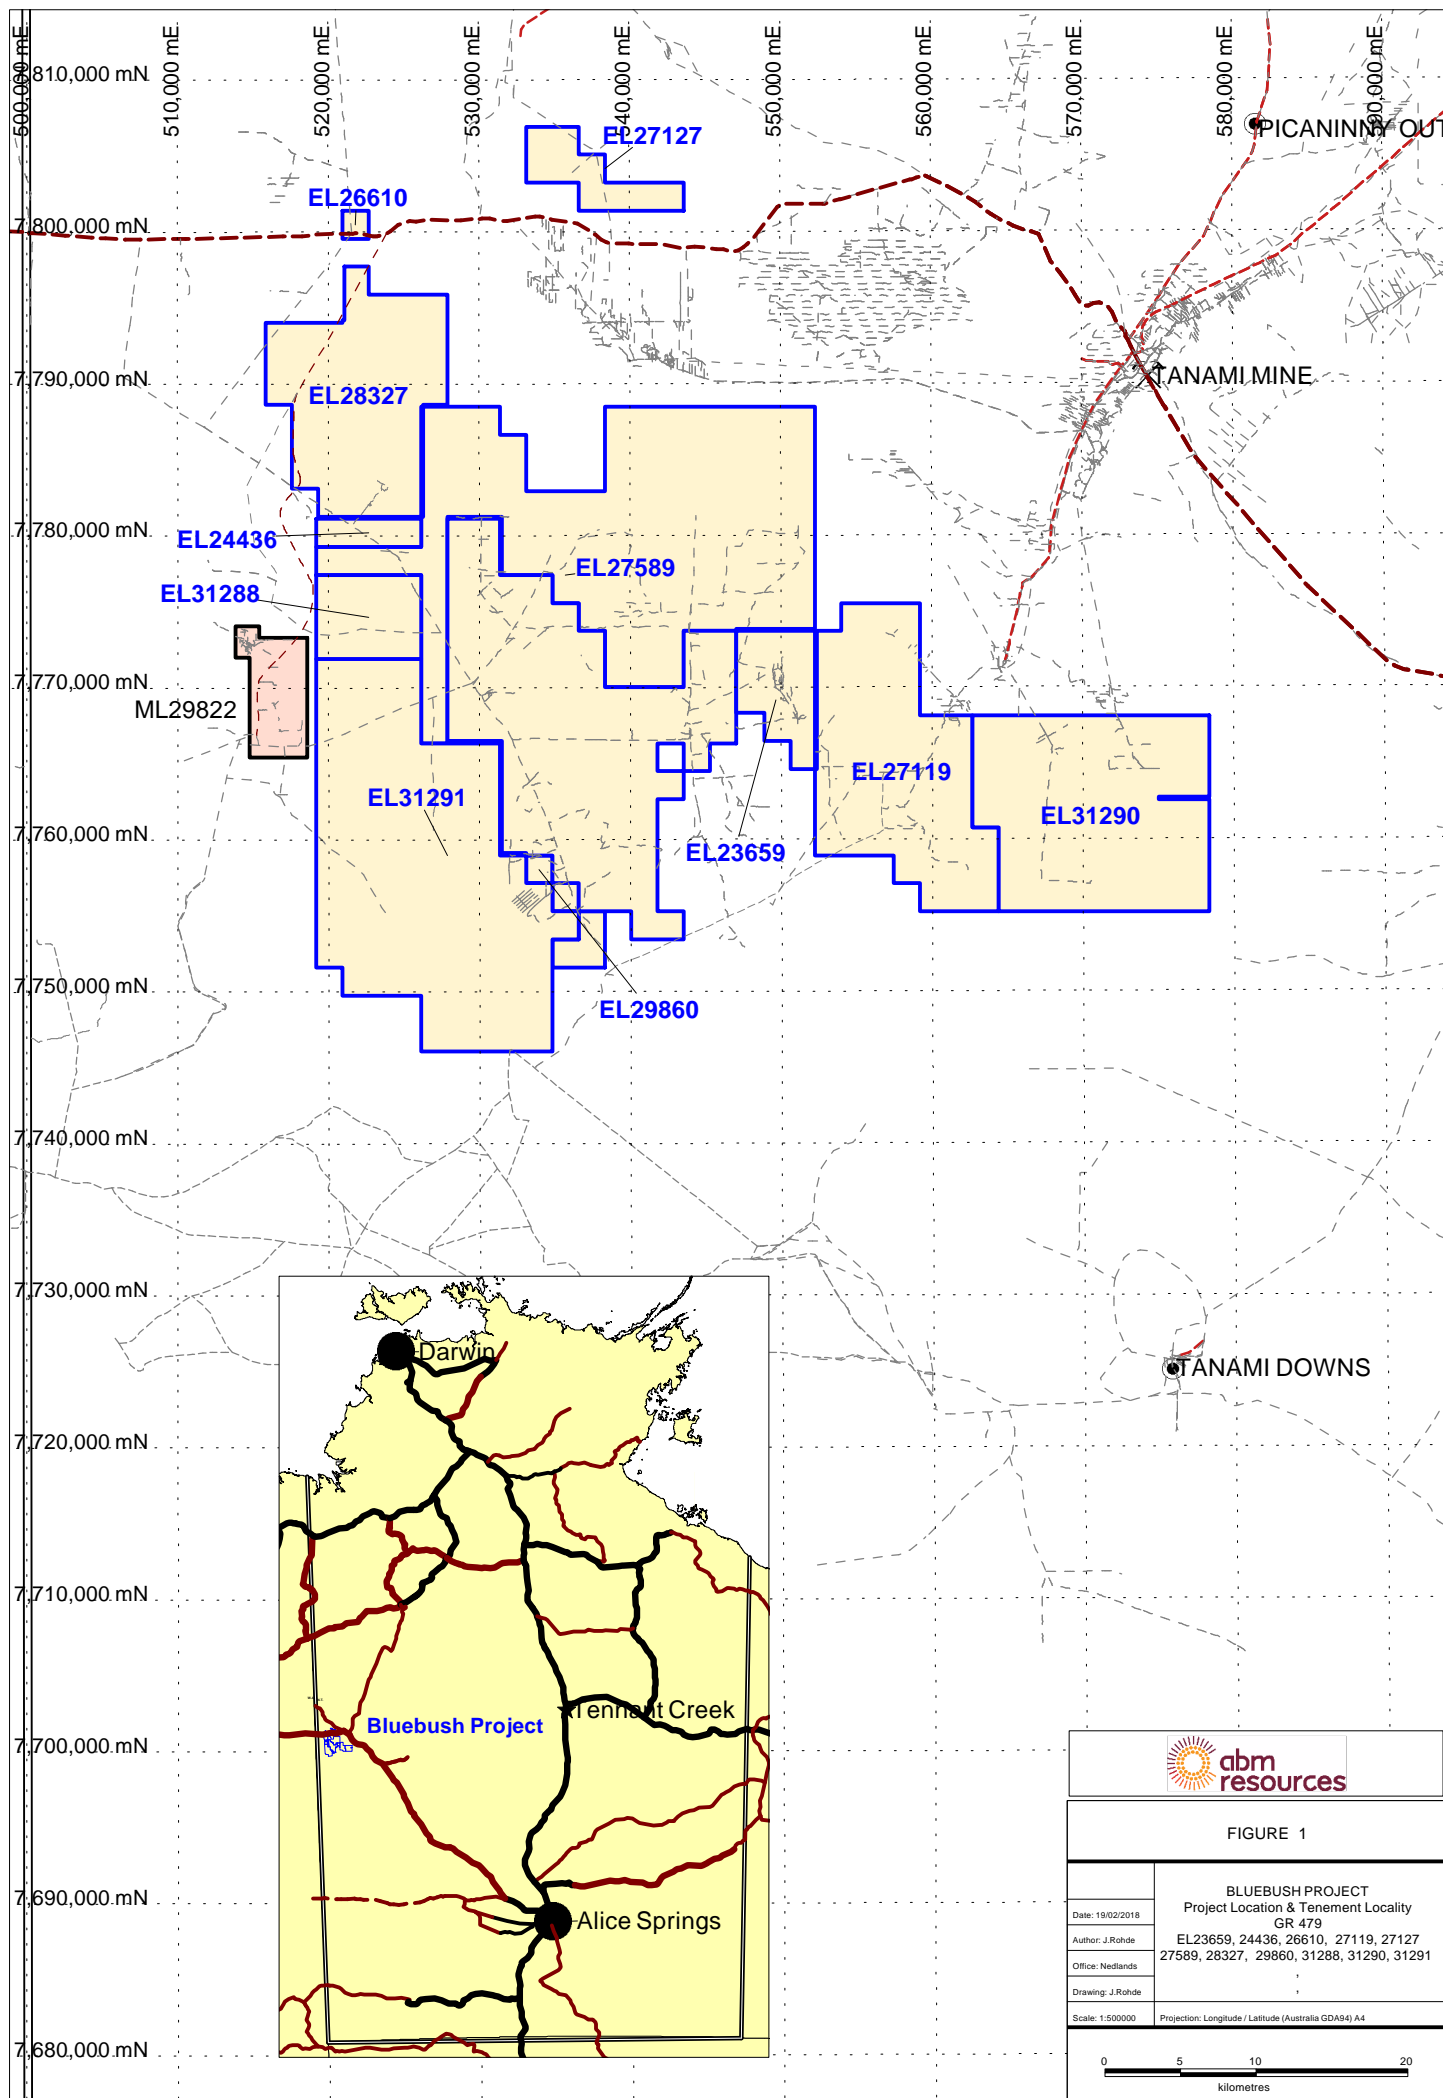 500,000 mE
510,000 mE
520,000 mE
530,000 mE
540,000 mE
550,000 mE
560,000 mE
570,000 mE
580,000 mE
590,000 mE
7,810,000 mN
PICANINNY OUT
EL27127
EL26610
7,800,000 mN
7,790,000 mN
TANAMI MINE
EL28327
7,780,000 mN
EL24436
EL27589
EL31288
7,770,000 mN
ML29822
EL27119
EL31291
EL31290
7,760,000 mN
EL23659
7,750,000 mN
EL29860
7,740,000 mN
7,730,000 mN
Darwin
TANAMI DOWNS
7,720,000 mN
7,710,000 mN
Tennant Creek
Bluebush Project
7,700,000 mN
7,690,000 mN
Alice Springs
7,680,000 mN
abm
resources
FIGURE 1
BLUEBUSH PROJECT
Project Location & Tenement Locality
GR 479
EL23659, 24436, 26610, 27119, 27127
27589, 28327, 29860, 31288, 31290, 31291
,
,
Date: 19/02/2018
Author: J.Rohde
Office: Nedlands
Drawing: J.Rohde
Scale: 1:500000
Projection: Longitude / Latitude (Australia GDA94) A4
0 5 10 20
kilometres